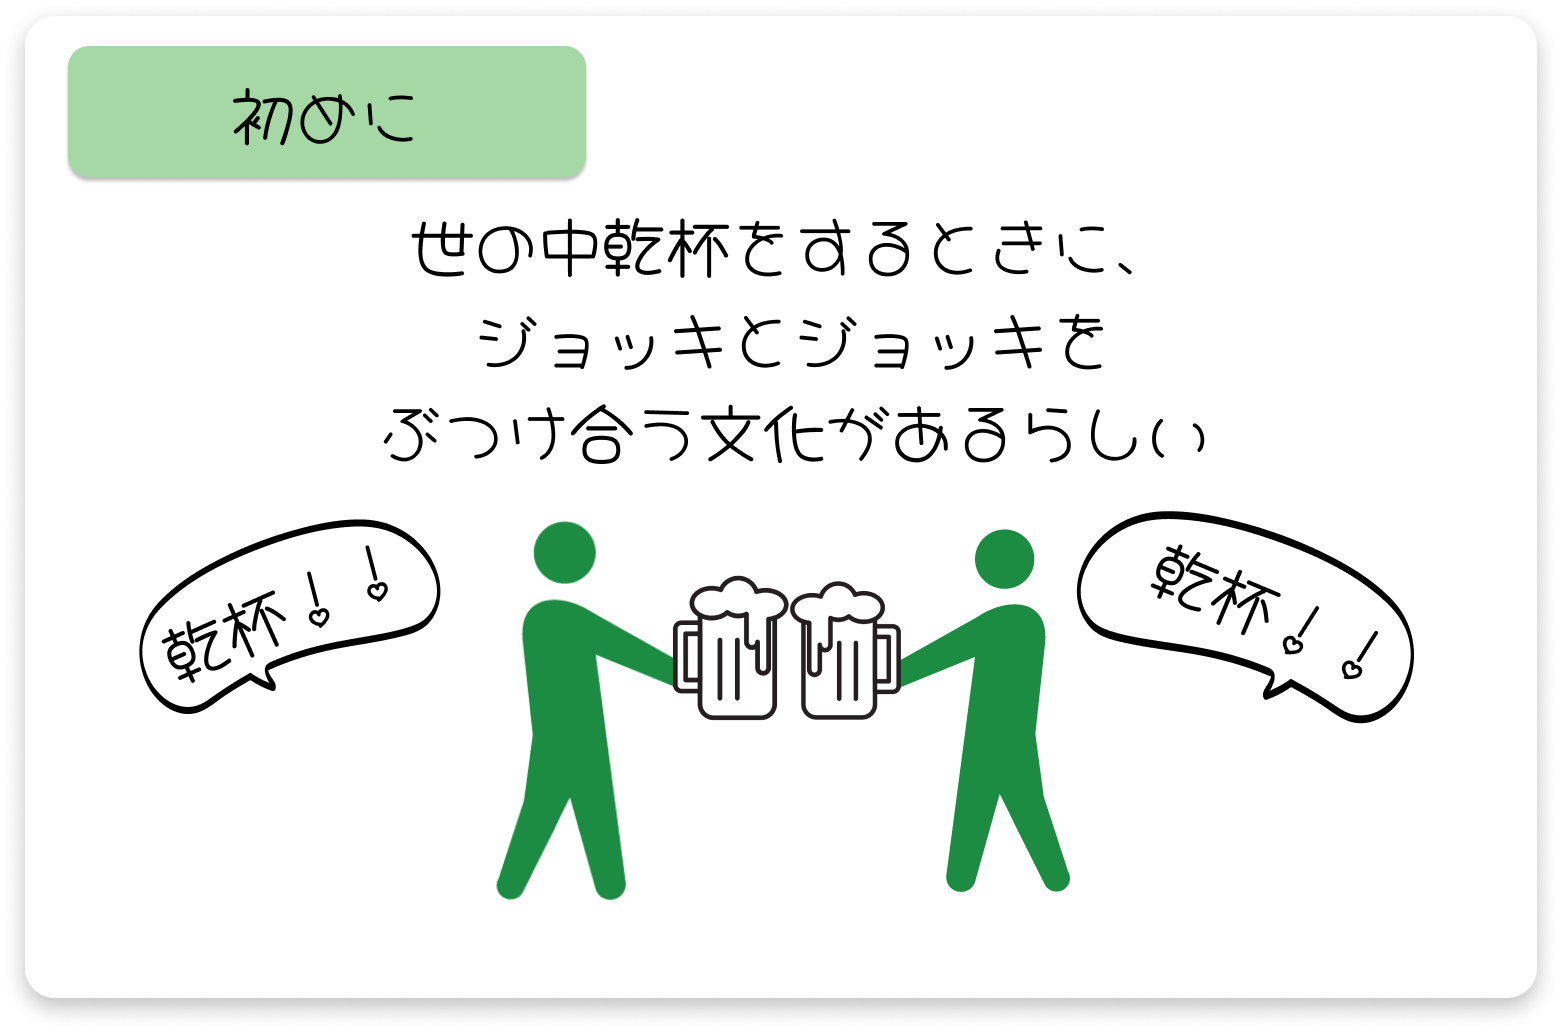 初めに
世の中乾杯をするときに、
ジョッキとジョッキを
ぶつけ合う文化があるらしい
乾杯！！
乾杯！！